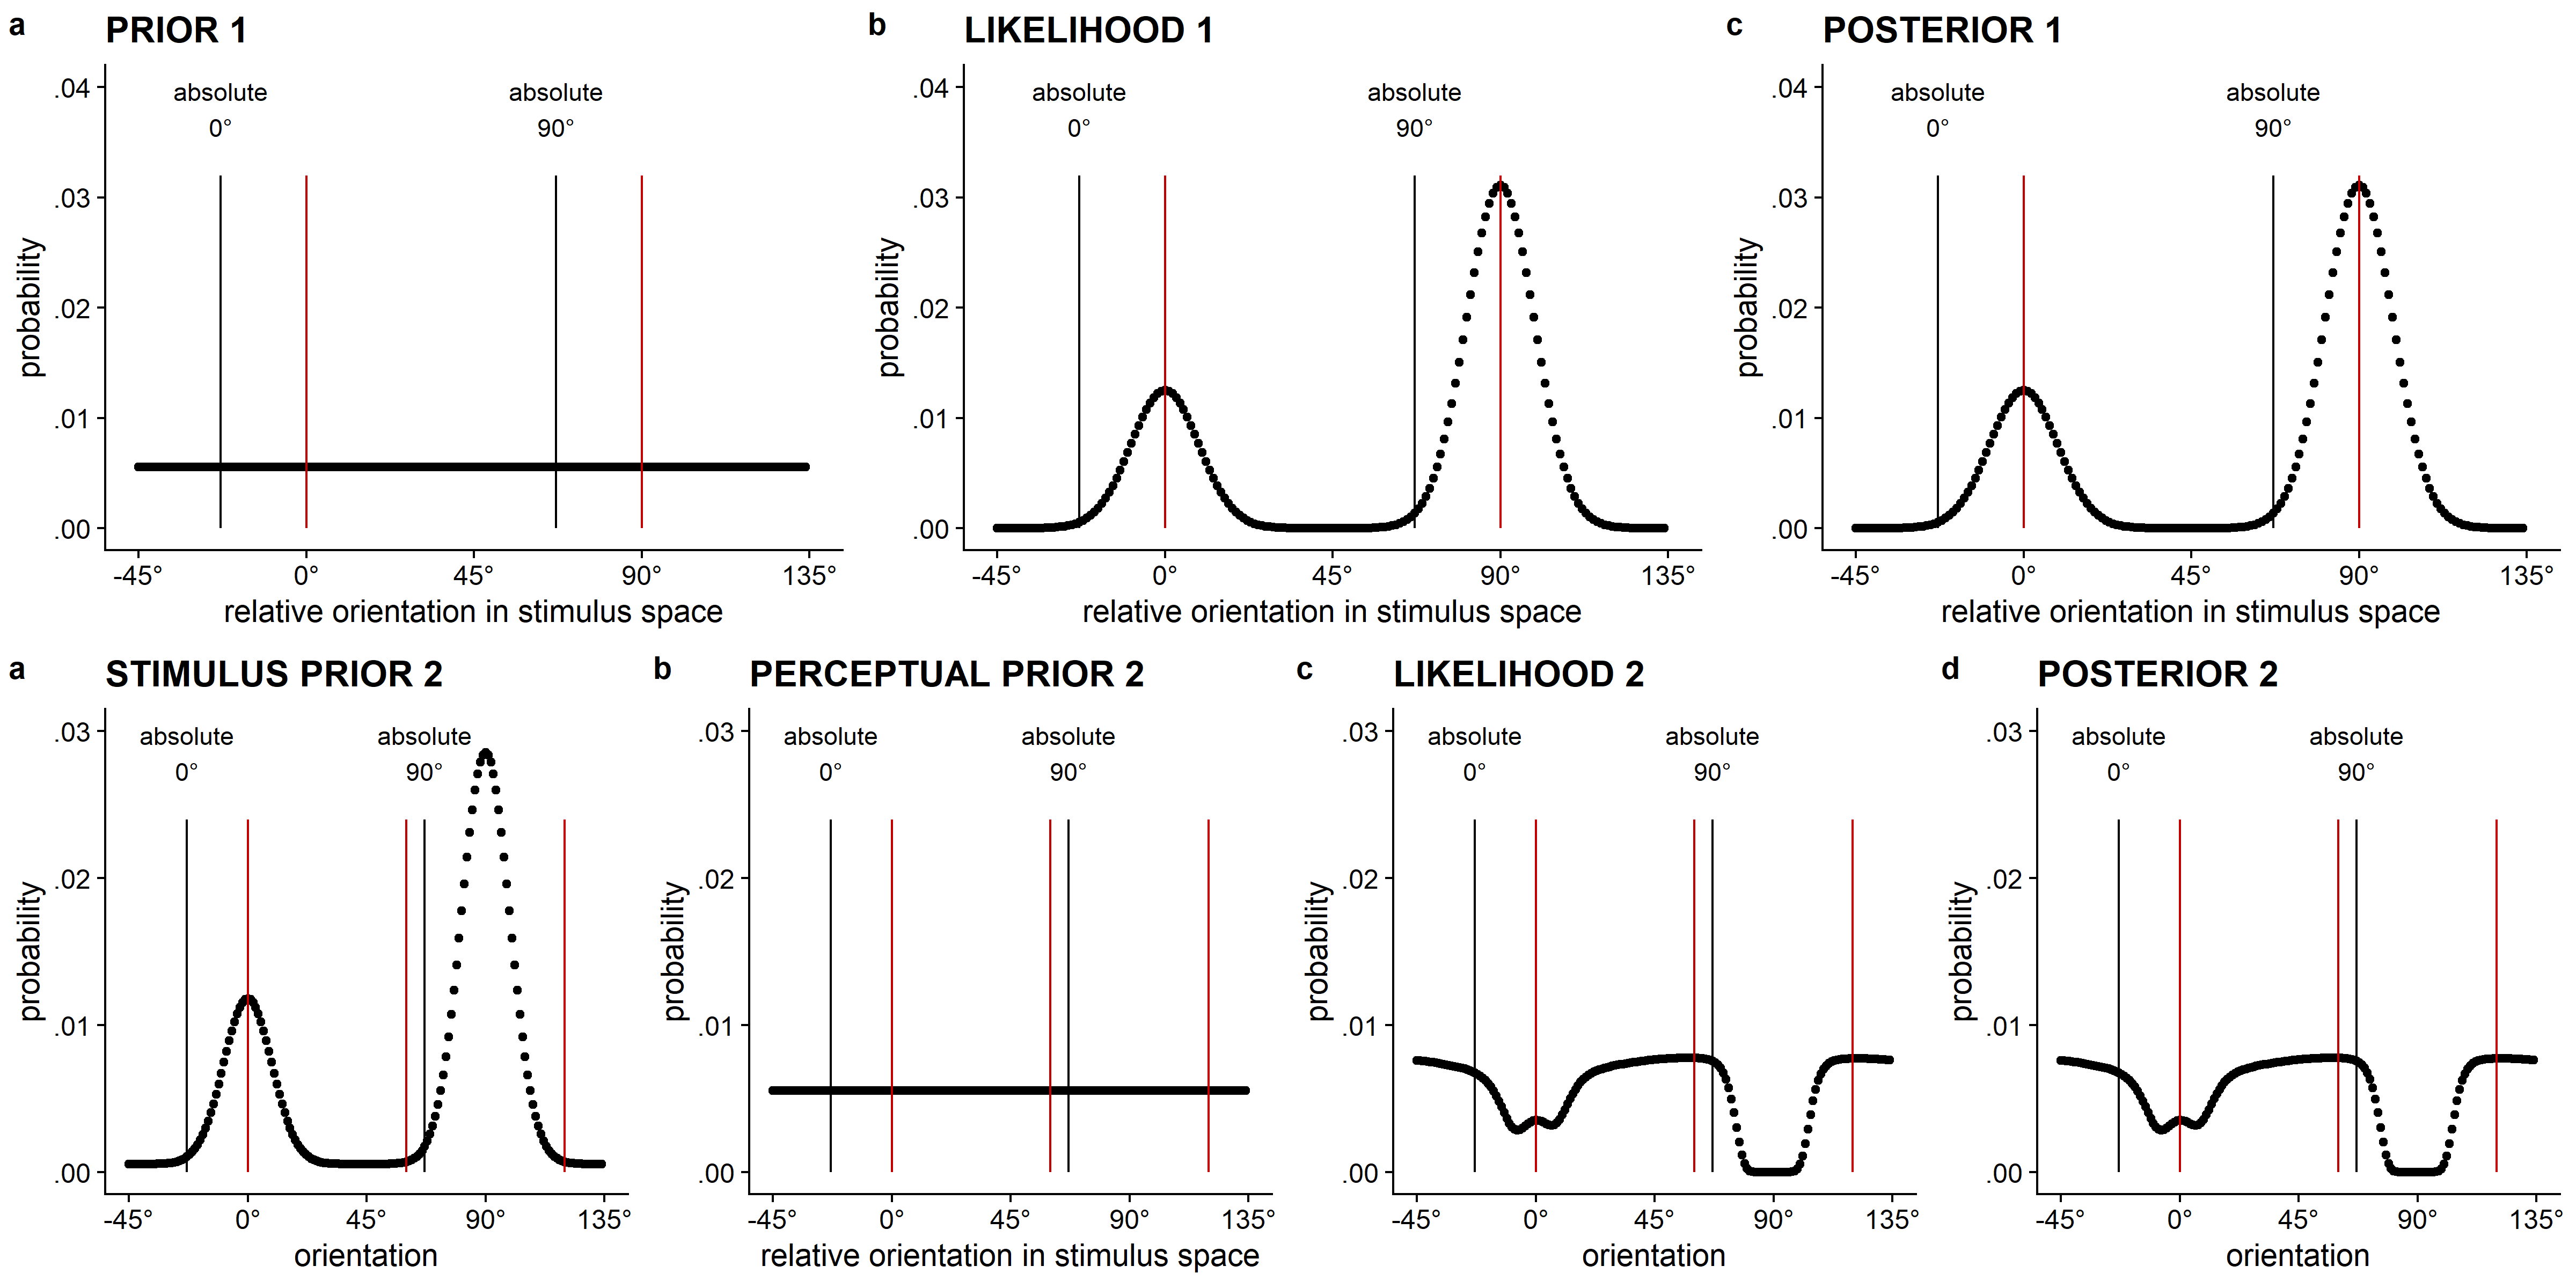 a PRIOR 1
.04
.03
.02
.01
.00
absolute
0°
absolute
90°
probability
-45° 0° 45° 90° 135°
relative orientation in stimulus space
b LIKELIHOOD 1
.04
.03
.02
.01
.00
absolute
0°
absolute
90°
probability
-45° 0° 45° 90° 135°
relative orientation in stimulus space
c POSTERIOR 1
.04
.03
.02
.01
.00
absolute
0°
absolute
90°
probability
-45° 0° 45° 90° 135°
relative orientation in stimulus space
a STIMULUS PRIOR 2
.03
.02
.01
.00
absolute
0°
absolute
90°
probability
-45° 0° 45° 90° 135°
orientation
b PERCEPTUAL PRIOR 2
.03
.02
.01
.00
absolute
0°
absolute
90°
probability
-45° 0° 45° 90° 135°
relative orientation in stimulus space
c LIKELIHOOD 2
.03
.02
.01
.00
absolute
0°
absolute
90°
probability
-45° 0° 45° 90° 135°
orientation
d POSTERIOR 2
.03
.02
.01
.00
absolute
0°
absolute
90°
probability
-45° 0° 45° 90° 135°
orientation